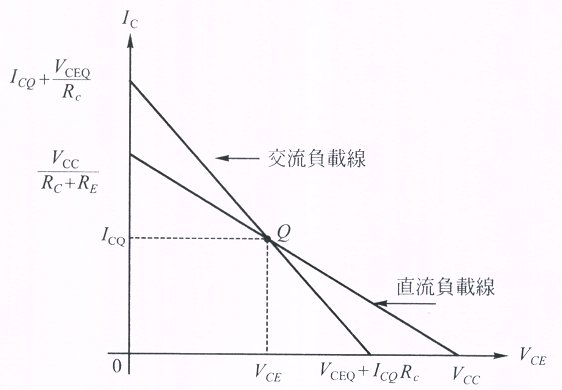 I_C
I_CQ + V_CEQ / R_c
交流負載線
V_CC / R_C + R_E
I_CQ
Q
直流負載線
0
V_CE
V_CEQ + I_CQ R_c
V_CC
V_CE